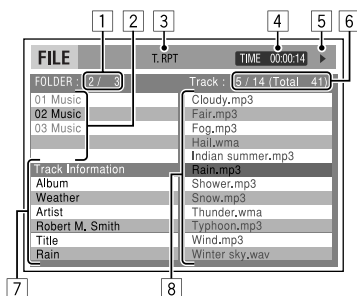 1 2 3 4 5 6
FILE T. RPT TIME 00:00:14
FOLDER : 2 / 3 Track : 5 / 14 (Total 41)
01 Music
02 Music
03 Music
Track Information
Album
Weather
Artist
Robert M. Smith
Title
Rain
Cloudy.mp3
Fair.mp3
Fog.mp3
Hail.wma
Indian summer.mp3
Rain.mp3
Shower.mp3
Snow.mp3
Thunder.wma
Typhoon.mp3
Wind.mp3
Winter sky.wav
7 8